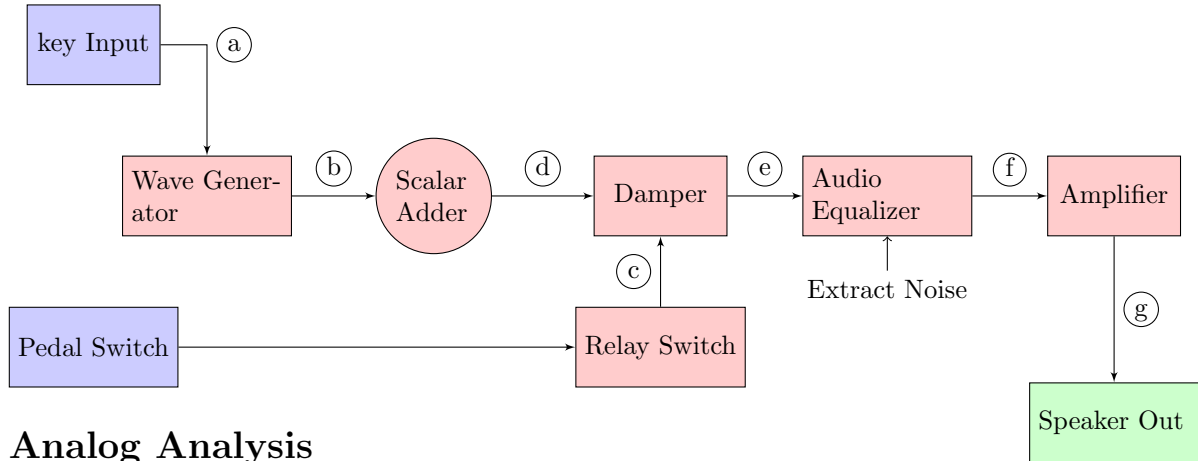 key Input
a
Wave Gener-
ator
b
Scalar
Adder
d
Damper
e
Audio
Equalizer
f
Amplifier
c
Extract Noise
g
Pedal Switch
Relay Switch
Speaker Out
Analog Analysis